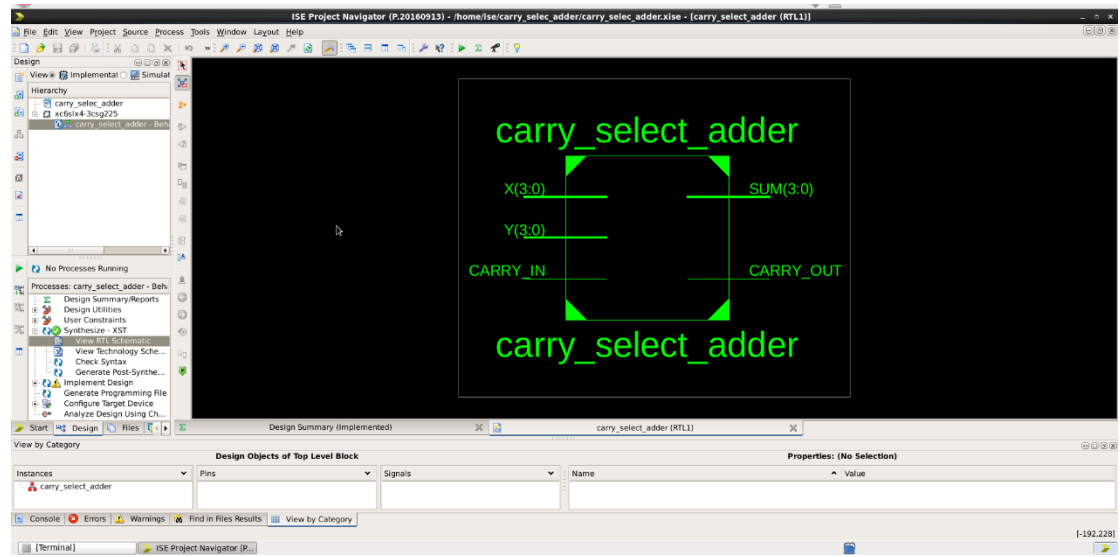 ISE Project Navigator (P.20160913) - /home/ise/carry_selec_adder/carry_selec_adder.xise - [carry_select_adder (RTL1)]
File Edit View Project Source Process Tools Window Layout Help
Design
View Implementat Simulat
Hierarchy
carry_selec_adder
xc6slx4-3csg225
carry_select_adder - Beh
No Processes Running
Processes: carry_select_adder - Beh
Design Summary/Reports
Design Utilities
User Constraints
Synthesize - XST
View RTL Schematic
View Technology Sche...
Check Syntax
Generate Post-Synthe...
Implement Design
Generate Programming File
Configure Target Device
Analyze Design Using Ch...
Start Design Files
carry_select_adder
X(3:0) SUM(3:0)
Y(3:0)
CARRY_IN CARRY_OUT
carry_select_adder
Design Summary (Implemented) carry_select_adder (RTL1)
View by Category
Design Objects of Top Level Block Properties: (No Selection)
Instances Pins Signals Name Value
carry_select_adder
Console Errors Warnings Find in Files Results View by Category
[-192,228]
[Terminal] ISE Project Navigator (P...